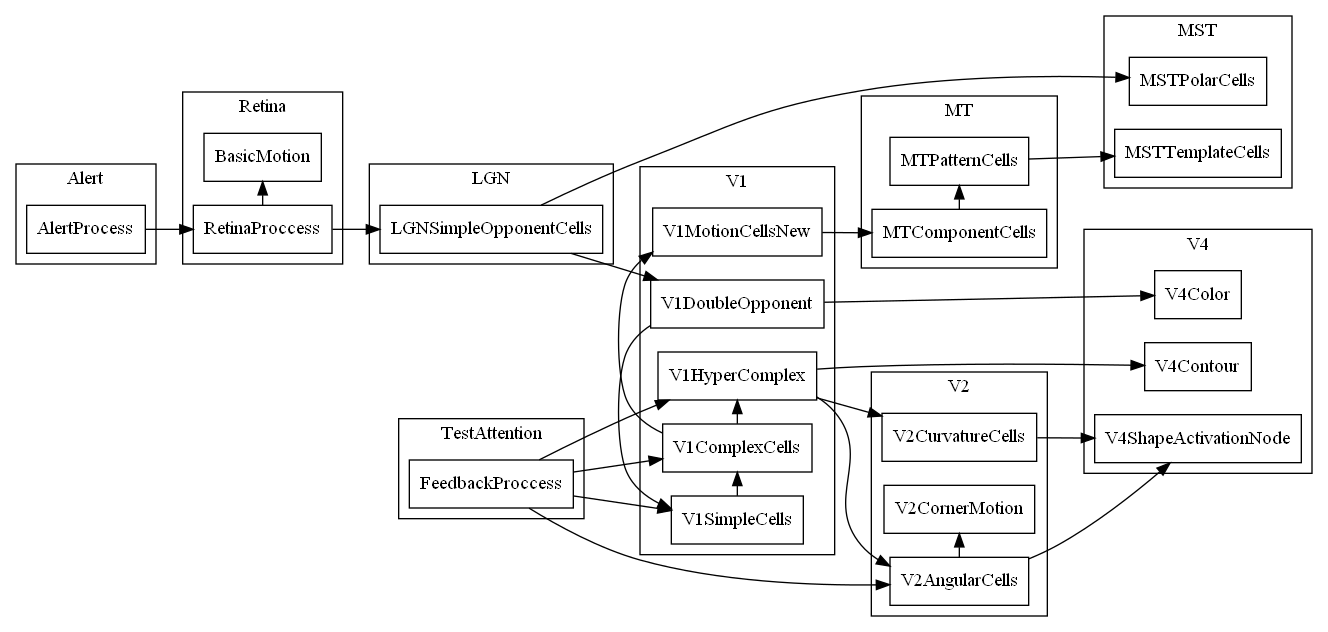 Alert
AlertProcess
Retina
BasicMotion
RetinaProccess
LGN
LGNSimpleOpponentCells
TestAttention
FeedbackProccess
V1
V1MotionCellsNew
V1DoubleOpponent
V1HyperComplex
V1ComplexCells
V1SimpleCells
MT
MTPatternCells
MTComponentCells
V2
V2CurvatureCells
V2CornerMotion
V2AngularCells
MST
MSTPolarCells
MSTTemplateCells
V4
V4Color
V4Contour
V4ShapeActivationNode